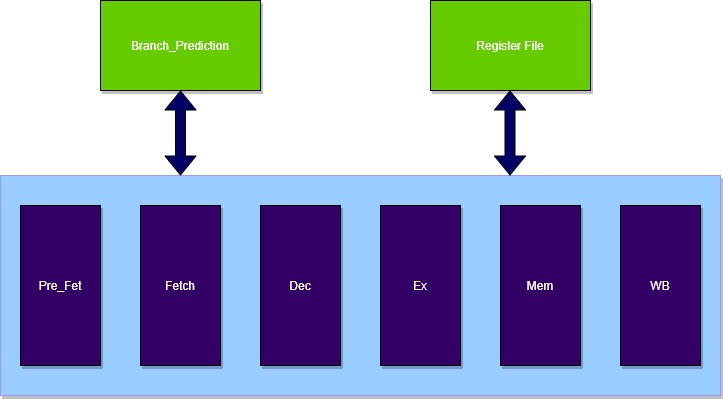 Branch_Prediction
Register File
Pre_Fet
Fetch
Dec
Ex
Mem
WB